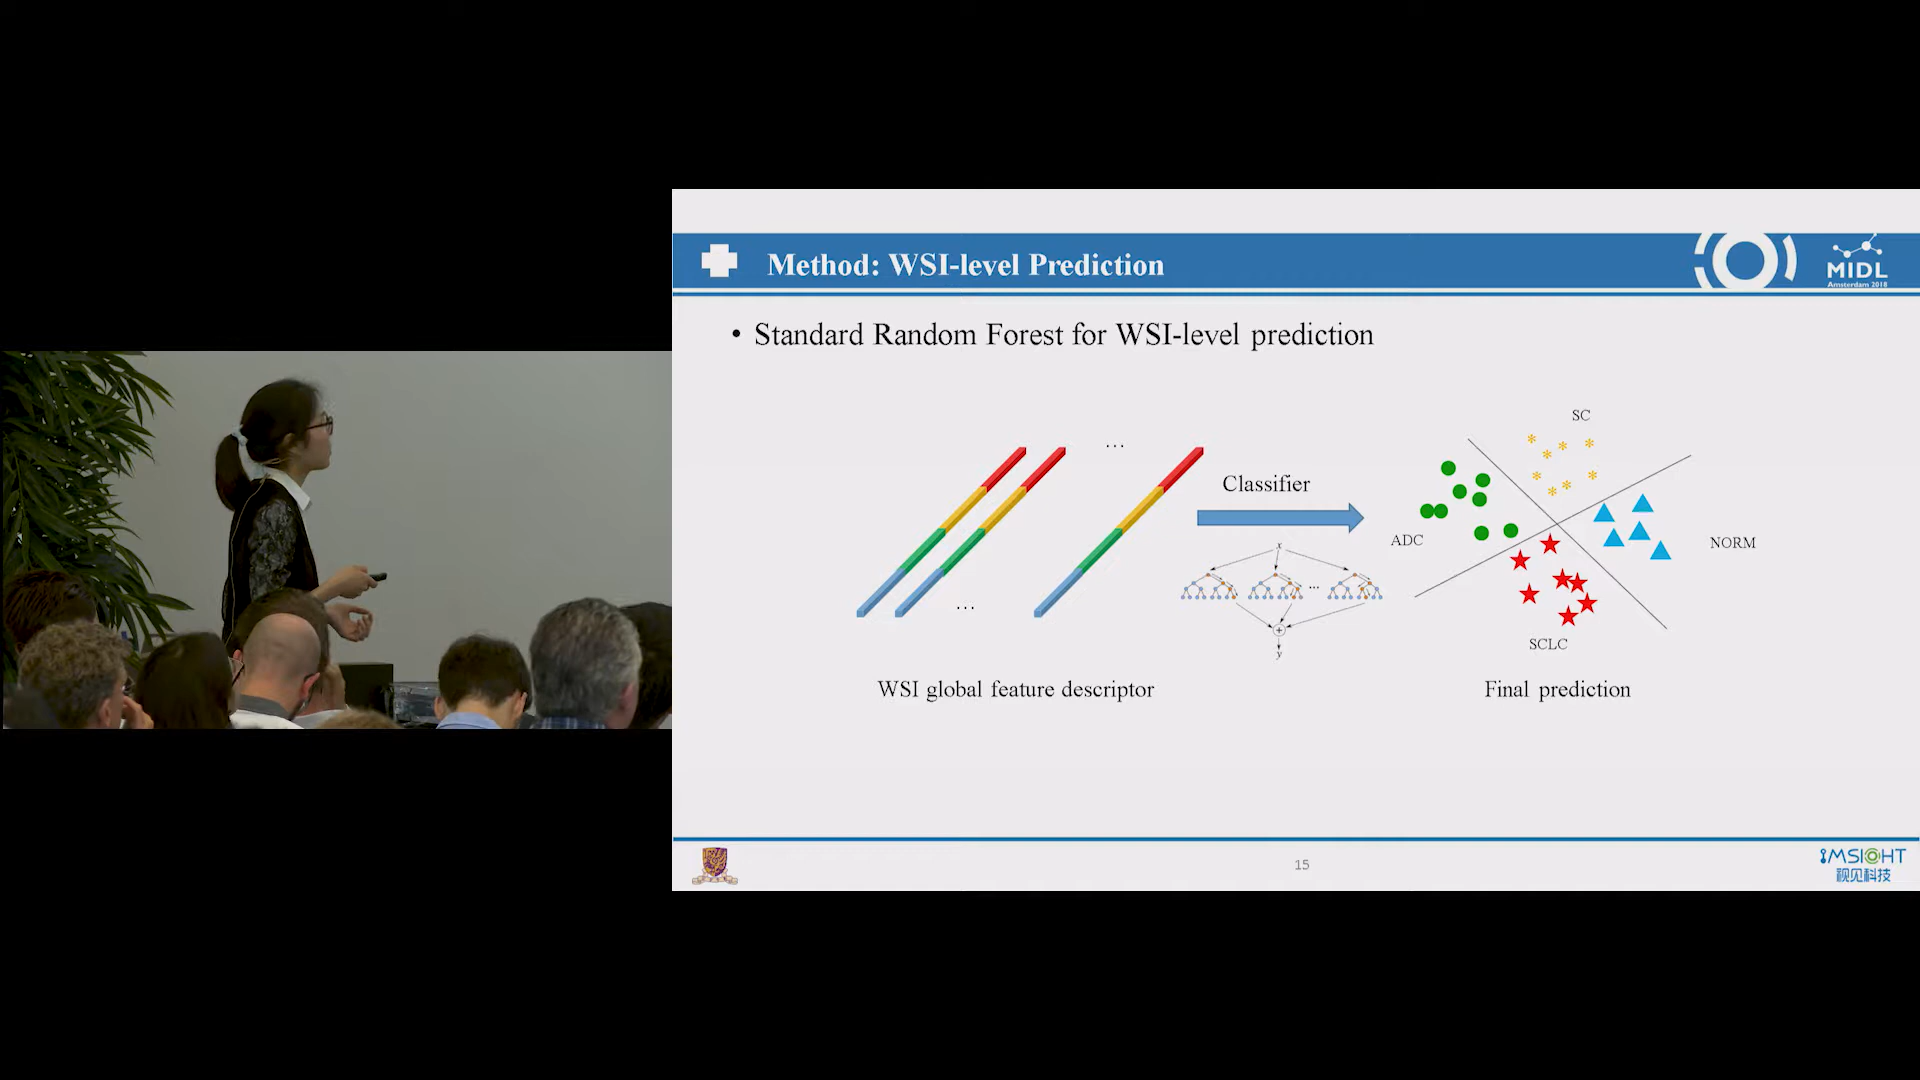 Method: WSI-level Prediction
MIDL
Amsterdam 2018
• Standard Random Forest for WSI-level prediction
SC
...
Classifier
ADC
NORM
x
...
...
+
y
SCLC
WSI global feature descriptor
Final prediction
15
iMSIGHT
视见科技